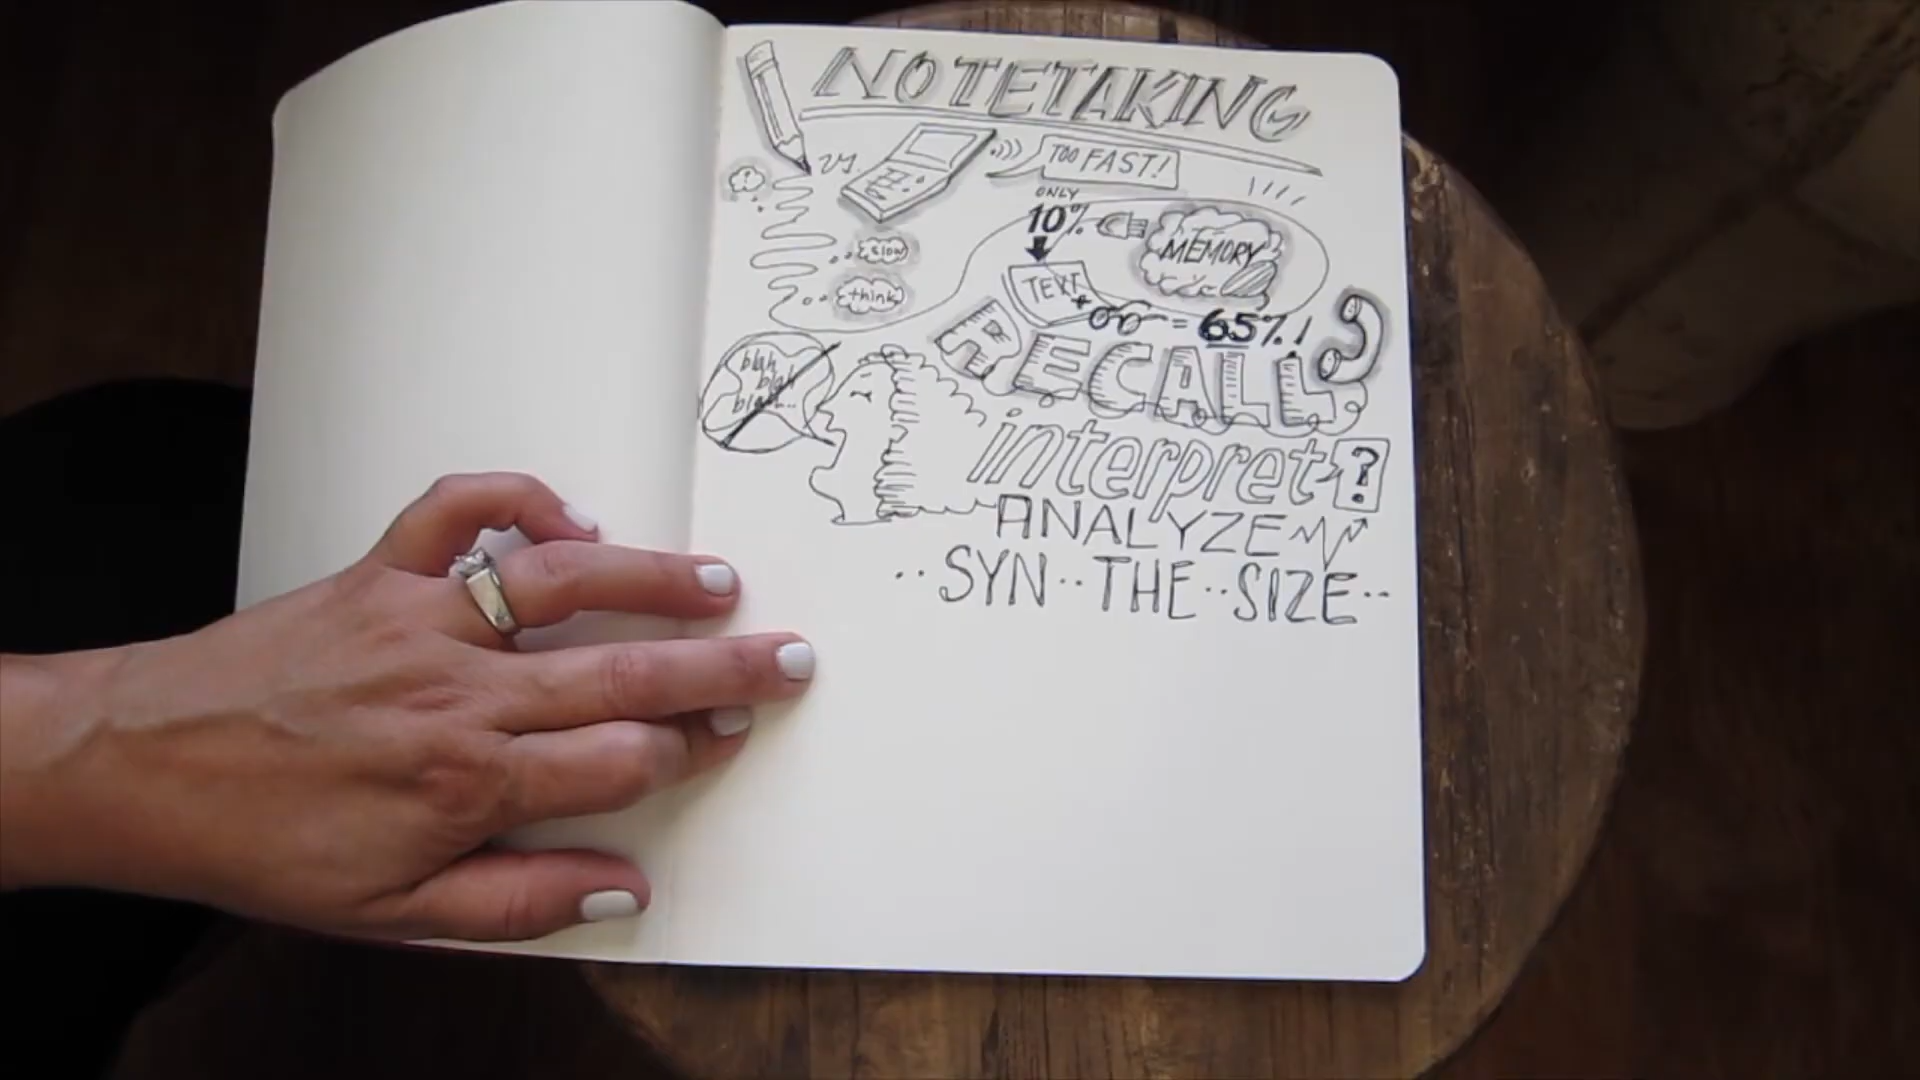 NOTETAKING
vs.
TOO FAST!
?
ONLY
10%
MEMORY
slow
think
TEXT
+ = 65%!
RECALL
blah
blah
blah...
interpret ?
ANALYZE
..SYN..THE..SIZE..